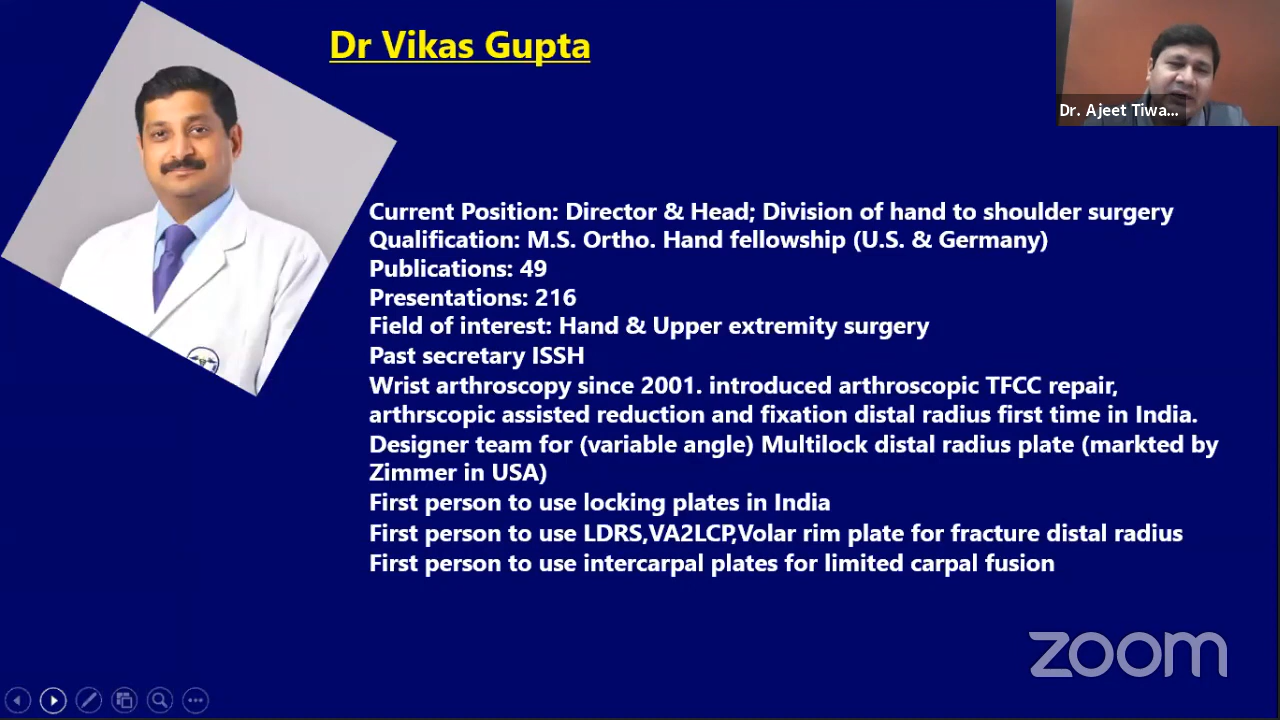 Dr Vikas Gupta
Dr. Ajeet Tiwa...
Current Position: Director & Head; Division of hand to shoulder surgery
Qualification: M.S. Ortho. Hand fellowship (U.S. & Germany)
Publications: 49
Presentations: 216
Field of interest: Hand & Upper extremity surgery
Past secretary ISSH
Wrist arthroscopy since 2001. introduced arthroscopic TFCC repair,
arthrscopic assisted reduction and fixation distal radius first time in India.
Designer team for (variable angle) Multilock distal radius plate (markted by
Zimmer in USA)
First person to use locking plates in India
First person to use LDRS,VA2LCP,Volar rim plate for fracture distal radius
First person to use intercarpal plates for limited carpal fusion
zoom